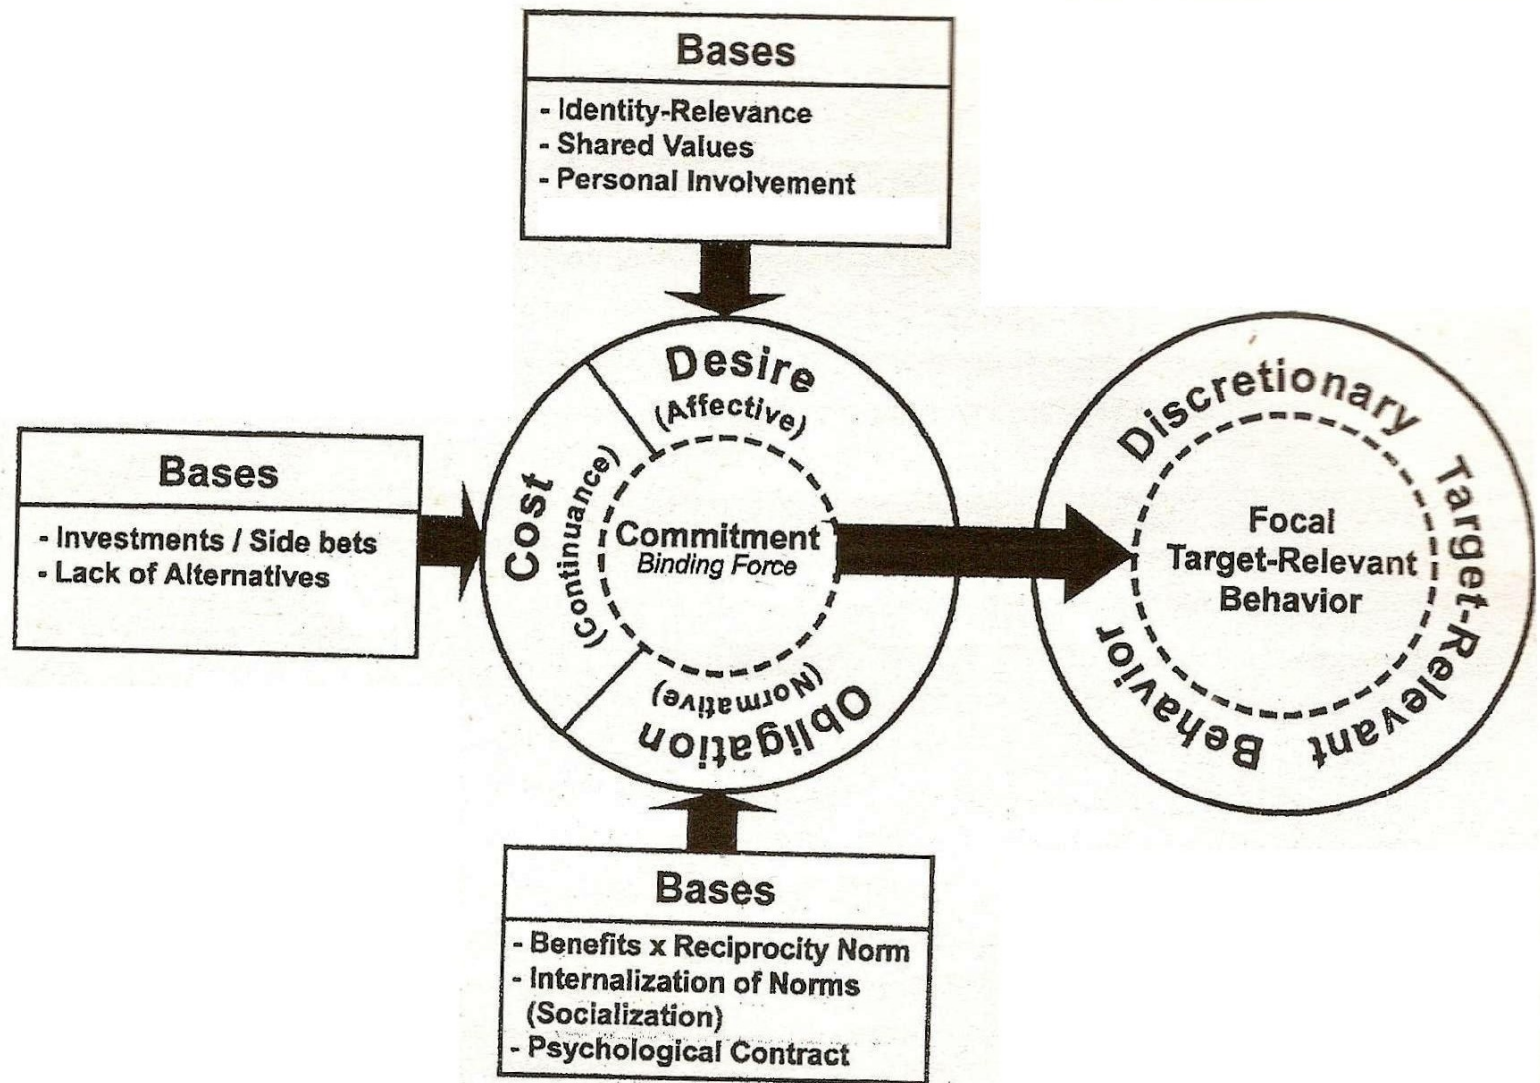 Bases
- Identity-Relevance
- Shared Values
- Personal Involvement
Bases
- Investments / Side bets
- Lack of Alternatives
Desire
(Affective)
Cost
(Continuance)
Commitment
Binding Force
Obligation
(Normative)
Discretionary Target-Relevant Behavior
Focal
Target-Relevant
Behavior
Bases
- Benefits x Reciprocity Norm
- Internalization of Norms
(Socialization)
- Psychological Contract